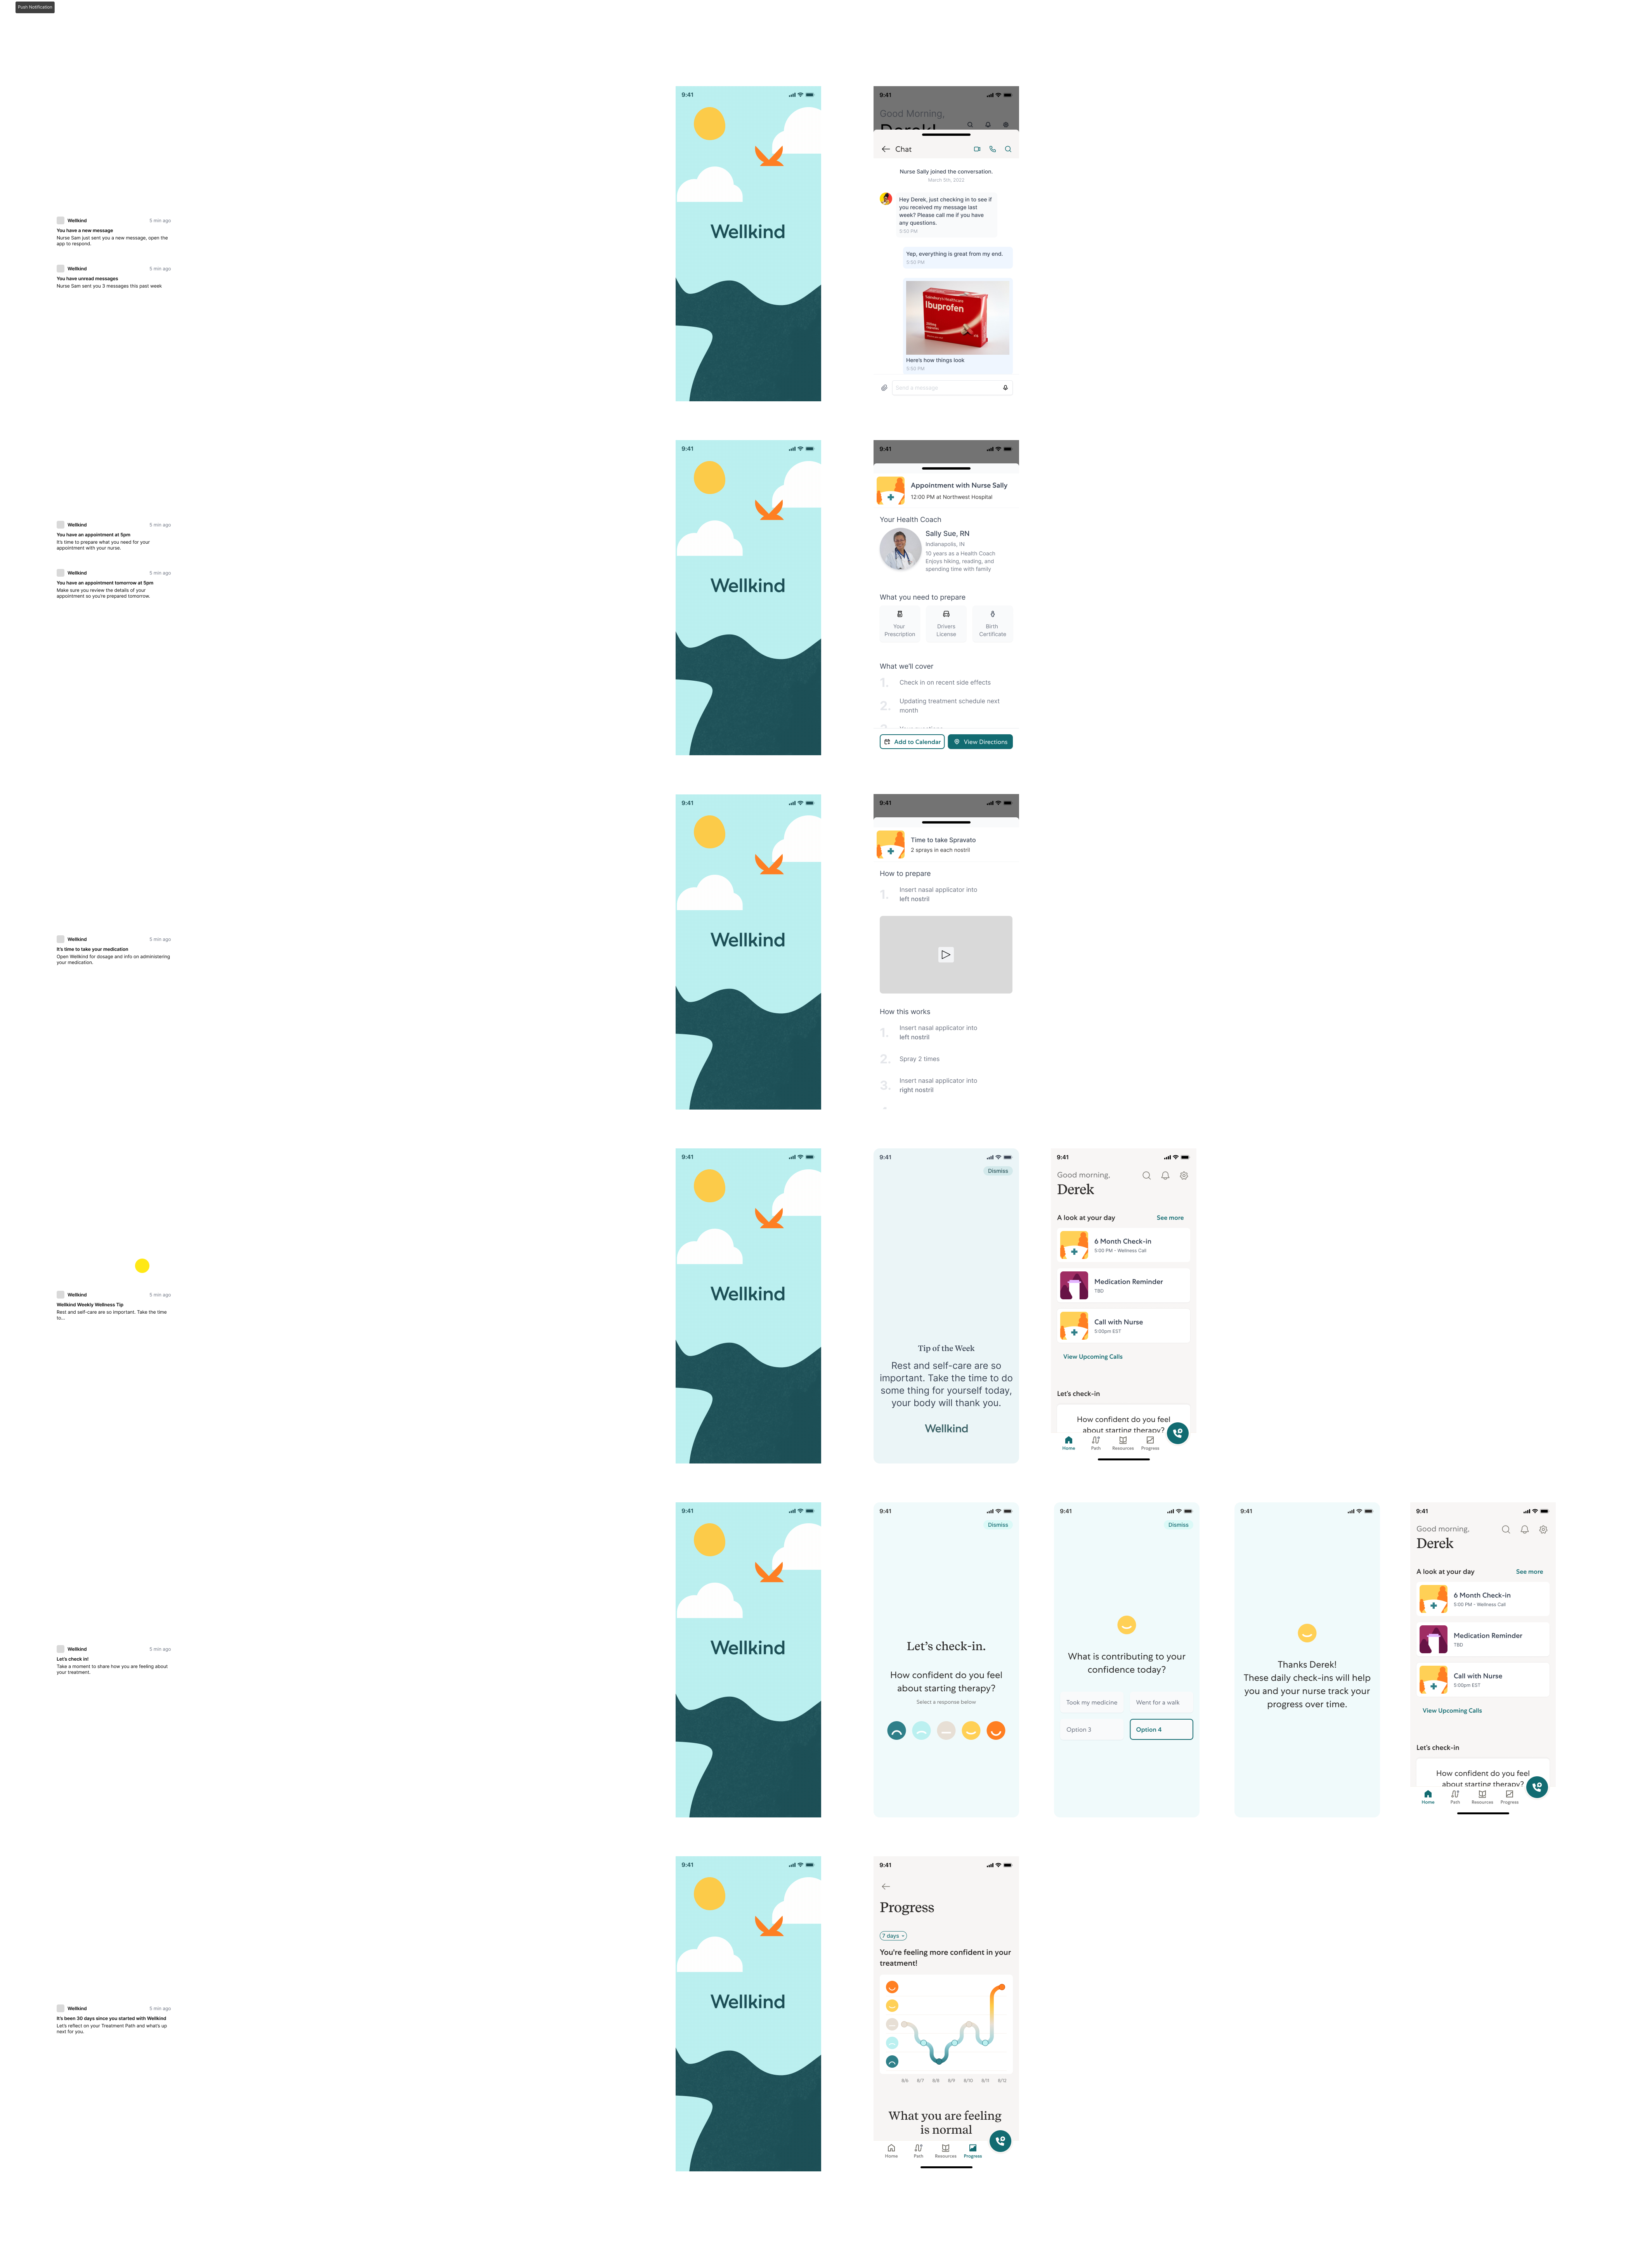 Push Notification
Wellkind 5 min ago
You have a new message
Nurse Sam just sent you a new message, open the
app to respond.
Wellkind 5 min ago
You have unread messages
Nurse Sam sent you 3 messages this past week
9:41
Wellkind
9:41
Good Morning,
Derek!
Chat
Nurse Sally joined the conversation.
March 5th, 2023
Hey Derek, just checking in to see if
you received my message last
week? Please call me if you have
any questions.
5:50 PM
Yep, everything is great from my end.
5:50 PM
Ibuprofen
Here's how things look
5:50 PM
Send a message
Wellkind 5 min ago
You have an appointment at 5pm
It's time to prepare what you need for your
appointment with your nurse.
Wellkind 5 min ago
You have an appointment tomorrow at 5pm
Make sure you review the details of your
appointment so you're prepared tomorrow.
9:41
Wellkind
9:41
Appointment with Nurse Sally
12:00 PM at Northwest Hospital
Your Health Coach
Sally Sue, RN
Indianapolis, IN
10 years as a Health Coach
Enjoys hiking, reading, and
spending time with family
What you need to prepare
Your
Prescription
Drivers
License
Birth
Certificate
What we'll cover
1. Check in on recent side effects
2. Updating treatment schedule next
month
Add to Calendar
View Directions
Wellkind 5 min ago
It's time to take your medication
Open Wellkind for dosage and info on administering
your medication.
9:41
Wellkind
9:41
Time to take Spravato
2 sprays in each nostril
How to prepare
1. Insert nasal applicator into
left nostril
How this works
1. Insert nasal applicator into
left nostril
2. Spray 2 times
3. Insert nasal applicator into
right nostril
Wellkind 5 min ago
Wellkind Weekly Wellness Tip
Rest and self-care are so important. Take the time
to...
9:41
Wellkind
9:41
Dismiss
Tip of the Week
Rest and self-care are so
important. Take the time to do
some thing for yourself today,
your body will thank you.
Wellkind
9:41
Good morning,
Derek
A look at your day See more
6 Month Check-in
5:00 PM - Wellness Call
Medication Reminder
TBD
Call with Nurse
5:00pm EST
View Upcoming Calls
Let's check-in
How confident do you feel
about starting therapy?
Home Path Resources Progress
Wellkind 5 min ago
Let's check in!
Take a moment to share how you are feeling about
your treatment.
9:41
Wellkind
9:41
Dismiss
Let's check-in.
How confident do you feel
about starting therapy?
Select a response below
9:41
Dismiss
What is contributing to your
confidence today?
Took my medicine
Went for a walk
Option 3
Option 4
9:41
Thanks Derek!
These daily check-ins will help
you and your nurse track your
progress over time.
9:41
Good morning,
Derek
A look at your day See more
6 Month Check-in
5:00 PM - Wellness Call
Medication Reminder
TBD
Call with Nurse
5:00pm EST
View Upcoming Calls
Let's check-in
How confident do you feel
about starting therapy?
Home Path Resources Progress
Wellkind 5 min ago
It's been 30 days since you started with Wellkind
Let's reflect on your Treatment Path and what's up
next for you.
9:41
Wellkind
9:41
Progress
7 days
You're feeling more confident in your
treatment!
8/6 8/7 8/8 8/9 8/10 8/11 8/12
What you are feeling
is normal
Home Path Resources Progress